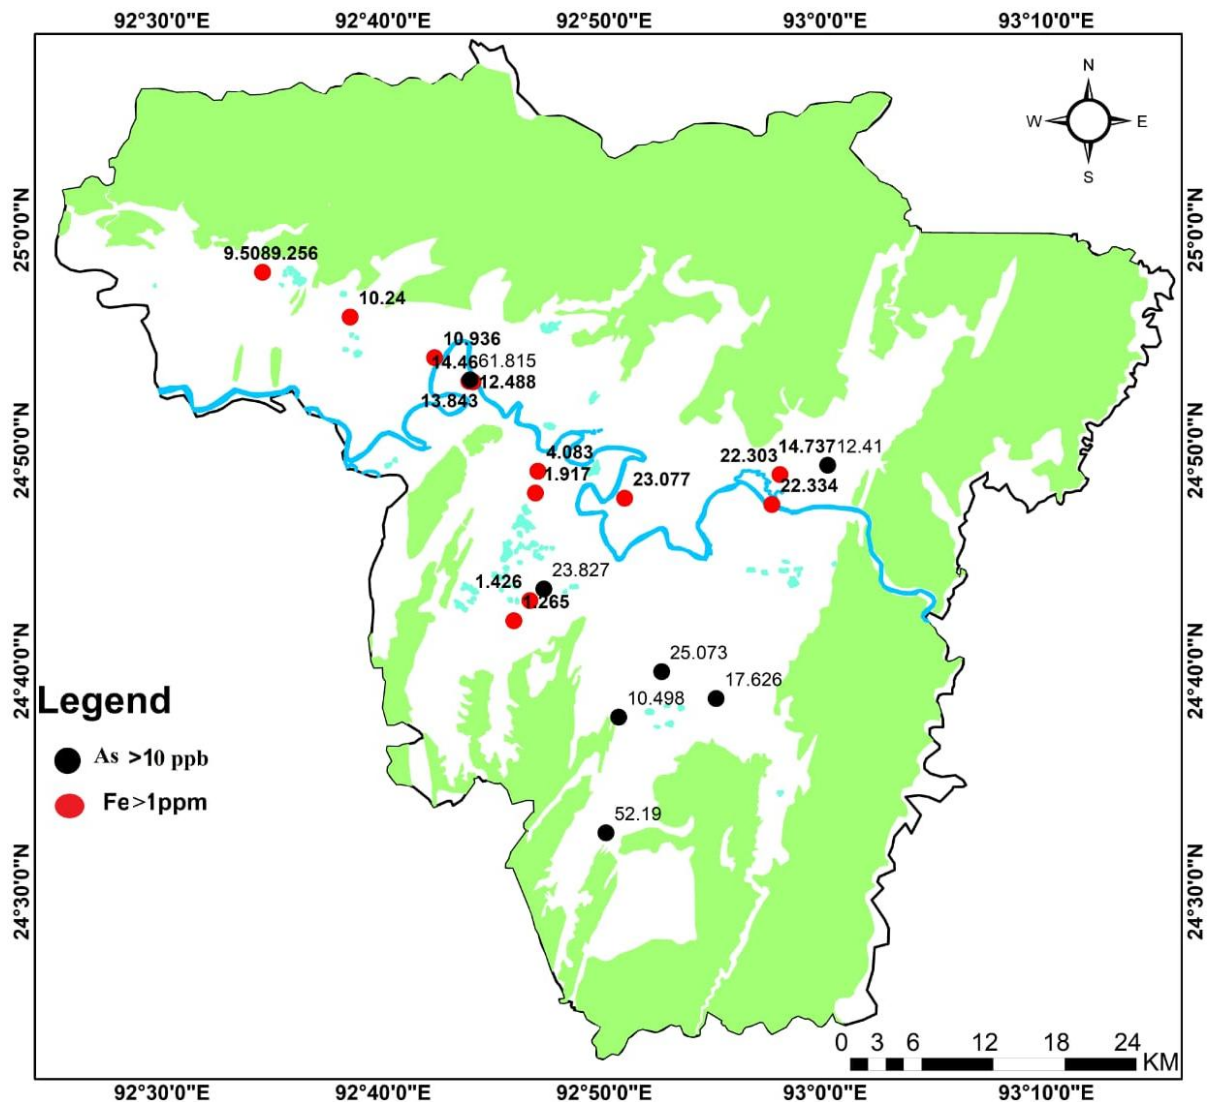 92°30'0"E 92°40'0"E 92°50'0"E 93°00'0"E 93°10'0"E
N
W E
S
25°0'0"N 25°0'0"N
9.5089.256
10.24
10.936
14.46 61.815
12.488
13.843
24°50'0"N 24°50'0"N
4.083
1.917
23.077
22.303 14.737 12.41
22.334
23.827
1.426
1.265
24°40'0"N 24°40'0"N
25.073
17.626
10.498
Legend
As >10 ppb
Fe>1ppm
52.19
24°30'0"N 24°30'0"N
0 3 6 12 18 24
KM
92°30'0"E 92°40'0"E 92°50'0"E 93°00'0"E 93°10'0"E